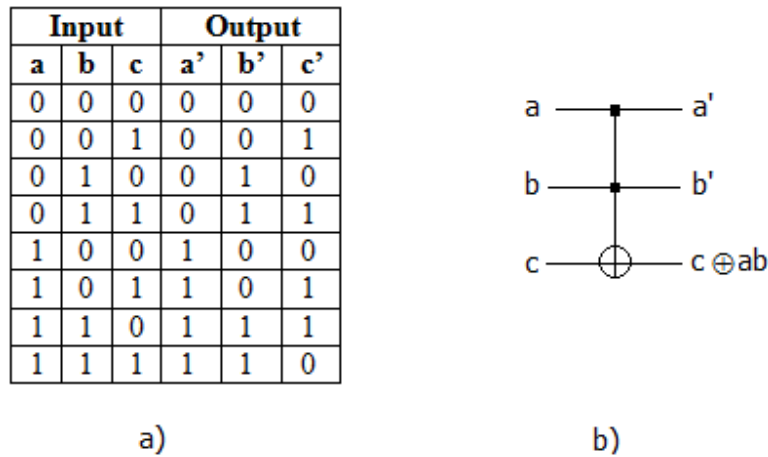 Input Output
a b c a’ b’ c’
0 0 0 0 0 0
0 0 1 0 0 1
0 1 0 0 1 0
0 1 1 0 1 1
1 0 0 1 0 0
1 0 1 1 0 1
1 1 0 1 1 1
1 1 1 1 1 0
a)
a a'
b b'
c c ⊕ab
b)